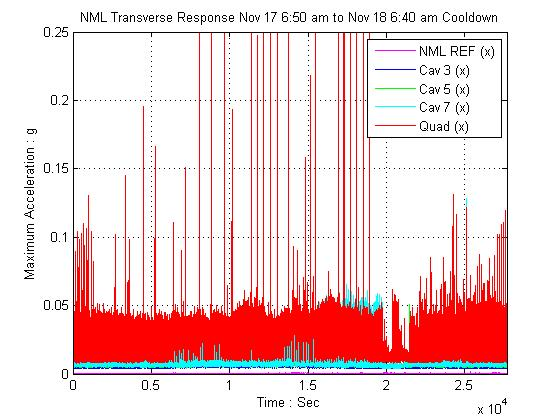 NML Transverse Response Nov 17 6:50 am to Nov 18 6:40 am Cooldown
NML REF (x)
Cav 3 (x)
Cav 5 (x)
Cav 7 (x)
Quad (x)
Maximum Acceleration : g
0.25
0.2
0.15
0.1
0.05
0
0 0.5 1 1.5 2 2.5
x 10^4
Time : Sec